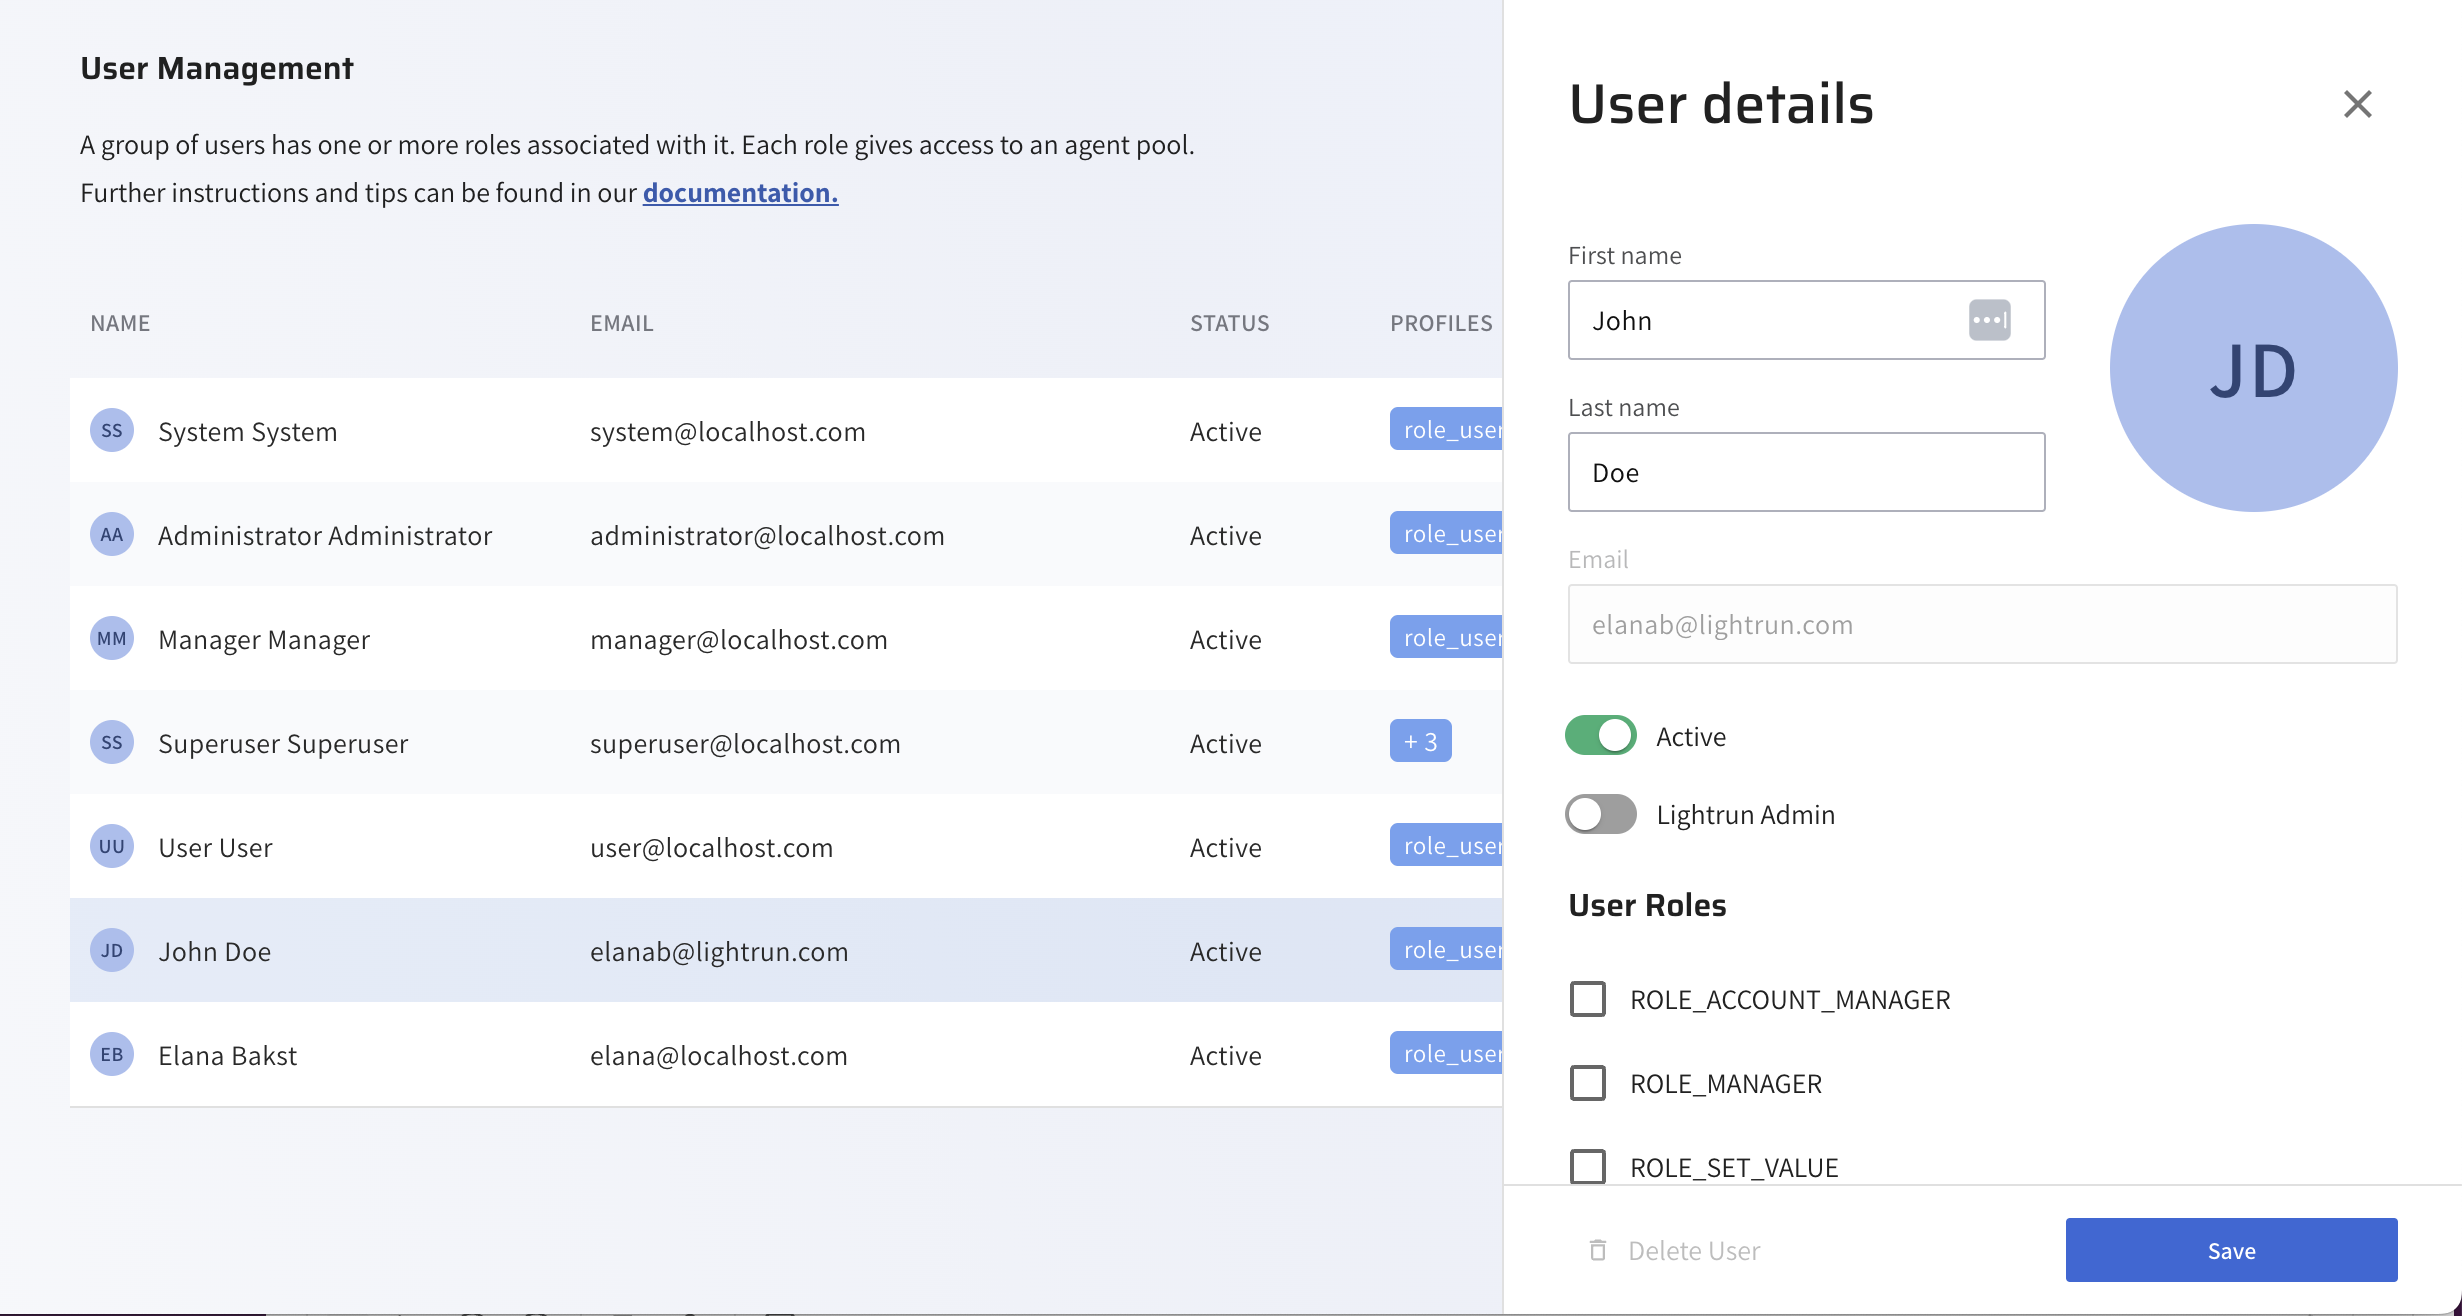 User Management
A group of users has one or more roles associated with it. Each role gives access to an agent pool.
Further instructions and tips can be found in our documentation.
NAME EMAIL STATUS PROFILES
SS System System system@localhost.com Active role_user
AA Administrator Administrator administrator@localhost.com Active role_user
MM Manager Manager manager@localhost.com Active role_user
SS Superuser Superuser superuser@localhost.com Active + 3
UU User User user@localhost.com Active role_user
JD John Doe elanab@lightrun.com Active role_user
EB Elana Bakst elana@localhost.com Active role_user
User details
First name
John
JD
Last name
Doe
Email
elanab@lightrun.com
Active
Lightrun Admin
User Roles
ROLE_ACCOUNT_MANAGER
ROLE_MANAGER
ROLE_SET_VALUE
Delete User
Save